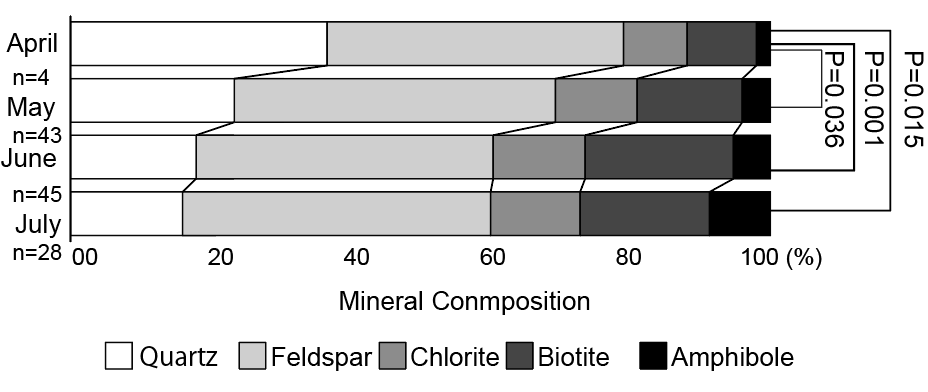 April
n=4
May
n=43
June
n=45
July
n=28
P=0.036
P=0.001
P=0.015
00 20 40 60 80 100 (%)
Mineral Conmposition
Quartz Feldspar Chlorite Biotite Amphibole